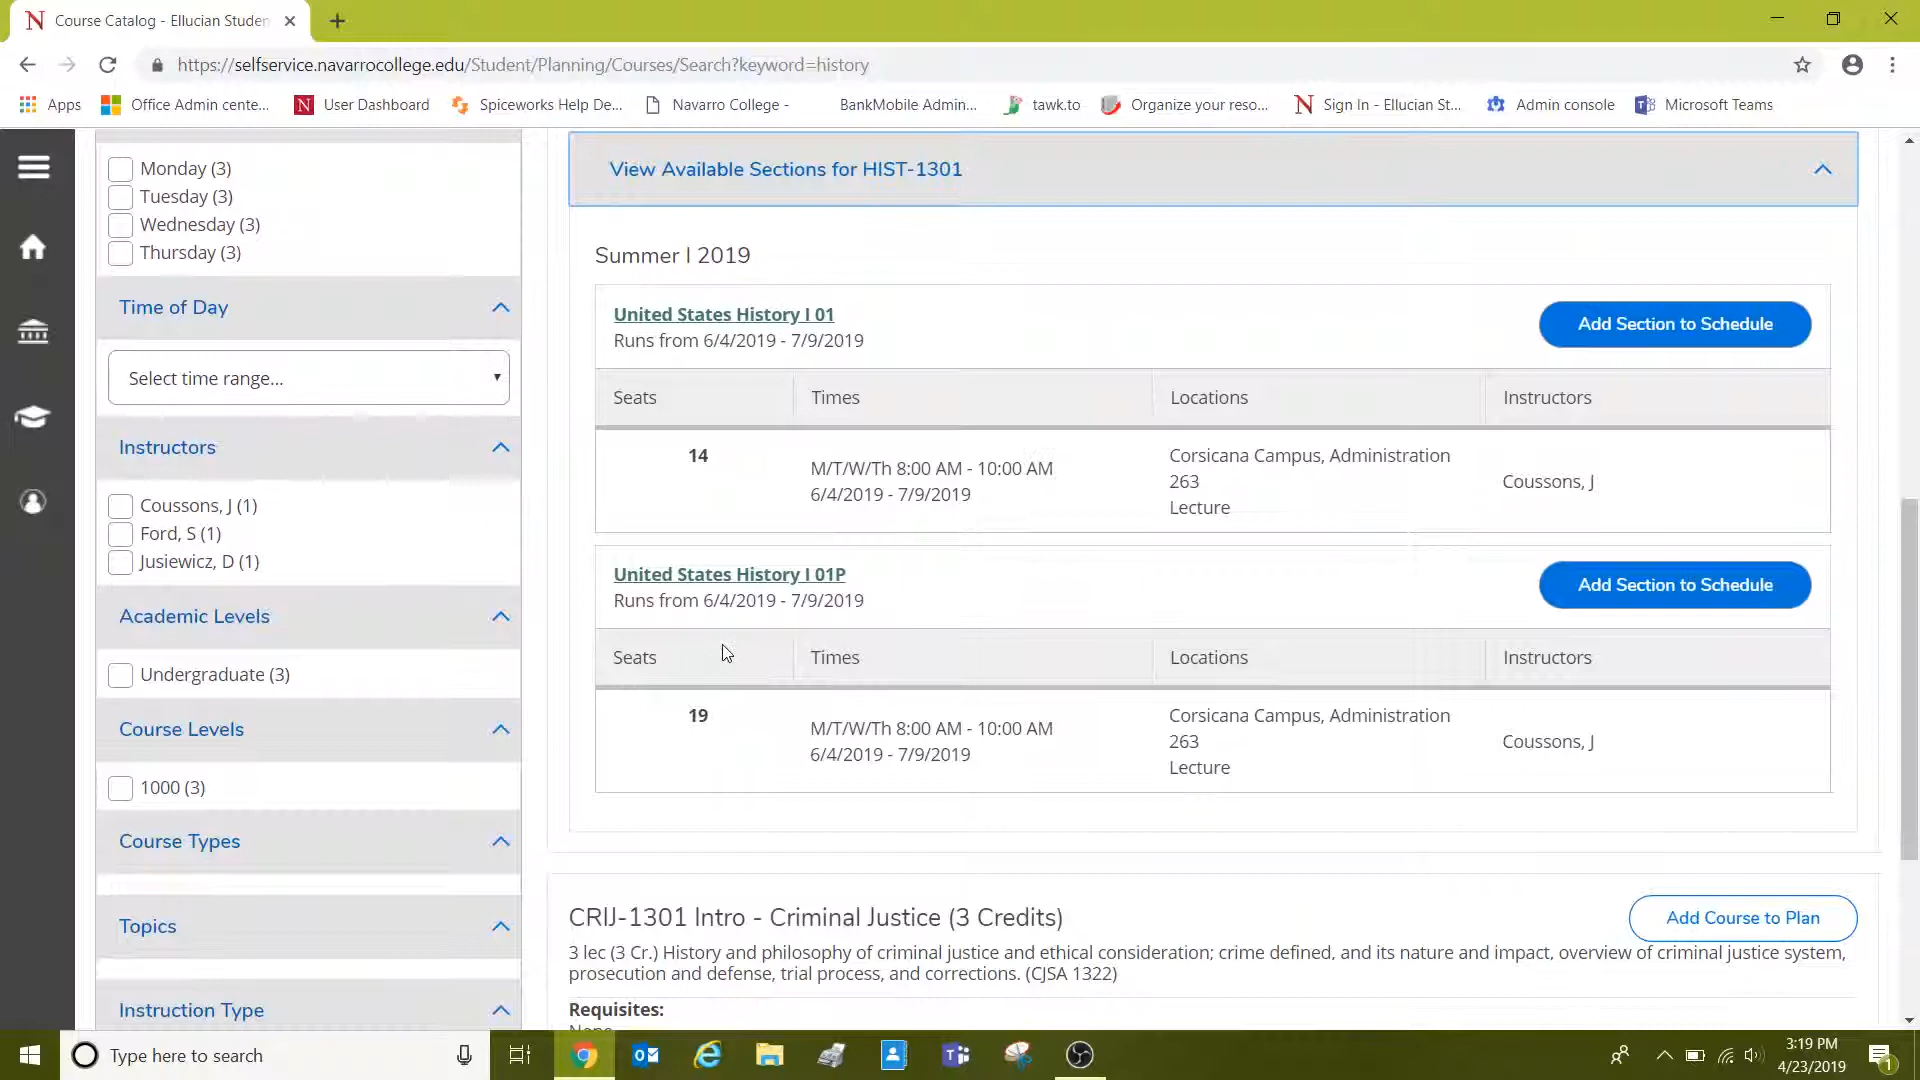 Course Catalog - Ellucian Studen
https://selfservice.navarrocollege.edu/Student/Planning/Courses/Search?keyword=history
Apps
Office Admin cente...
User Dashboard
Spiceworks Help De...
Navarro College -
BankMobile Admin...
tawk.to
Organize your reso...
Sign In - Ellucian St...
Admin console
Microsoft Teams
Monday (3)
Tuesday (3)
Wednesday (3)
Thursday (3)
Time of Day
Select time range...
Instructors
Coussons, J (1)
Ford, S (1)
Jusiewicz, D (1)
Academic Levels
Undergraduate (3)
Course Levels
1000 (3)
Course Types
Topics
Instruction Type
View Available Sections for HIST-1301
Summer I 2019
United States History I 01
Runs from 6/4/2019 - 7/9/2019
Add Section to Schedule
Seats Times Locations Instructors
14
M/T/W/Th 8:00 AM - 10:00 AM
6/4/2019 - 7/9/2019
Corsicana Campus, Administration
263
Lecture
Coussons, J
United States History I 01P
Runs from 6/4/2019 - 7/9/2019
Add Section to Schedule
Seats Times Locations Instructors
19
M/T/W/Th 8:00 AM - 10:00 AM
6/4/2019 - 7/9/2019
Corsicana Campus, Administration
263
Lecture
Coussons, J
CRIJ-1301 Intro - Criminal Justice (3 Credits)
Add Course to Plan
3 lec (3 Cr.) History and philosophy of criminal justice and ethical consideration; crime defined, and its nature and impact, overview of criminal justice system,
prosecution and defense, trial process, and corrections. (CJSA 1322)
Requisites:
None
Type here to search
3:19 PM
4/23/2019
1